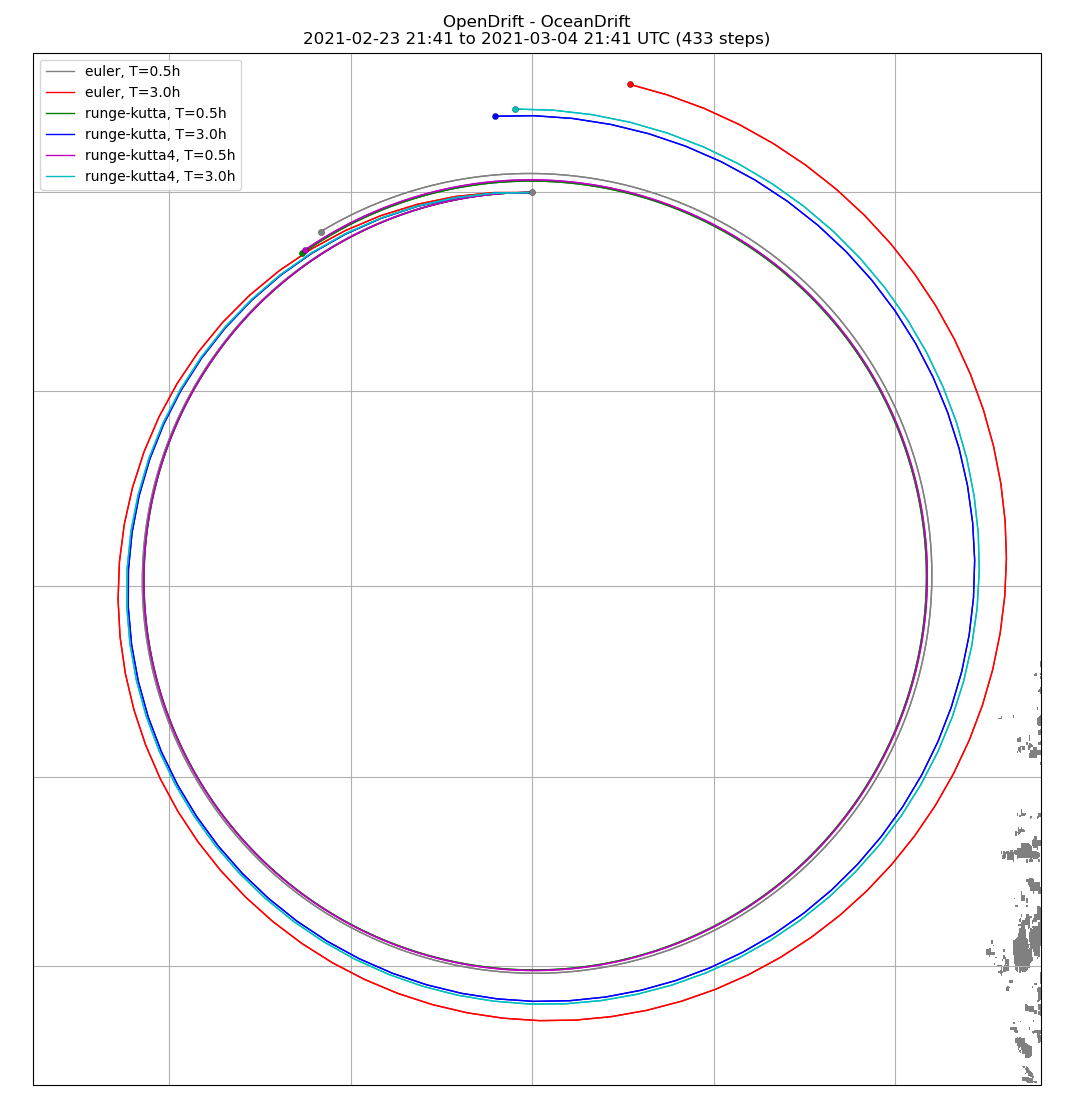 OpenDrift - OceanDrift
2021-02-23 21:41 to 2021-03-04 21:41 UTC (433 steps)
euler, T=0.5h
euler, T=3.0h
runge-kutta, T=0.5h
runge-kutta, T=3.0h
runge-kutta4, T=0.5h
runge-kutta4, T=3.0h